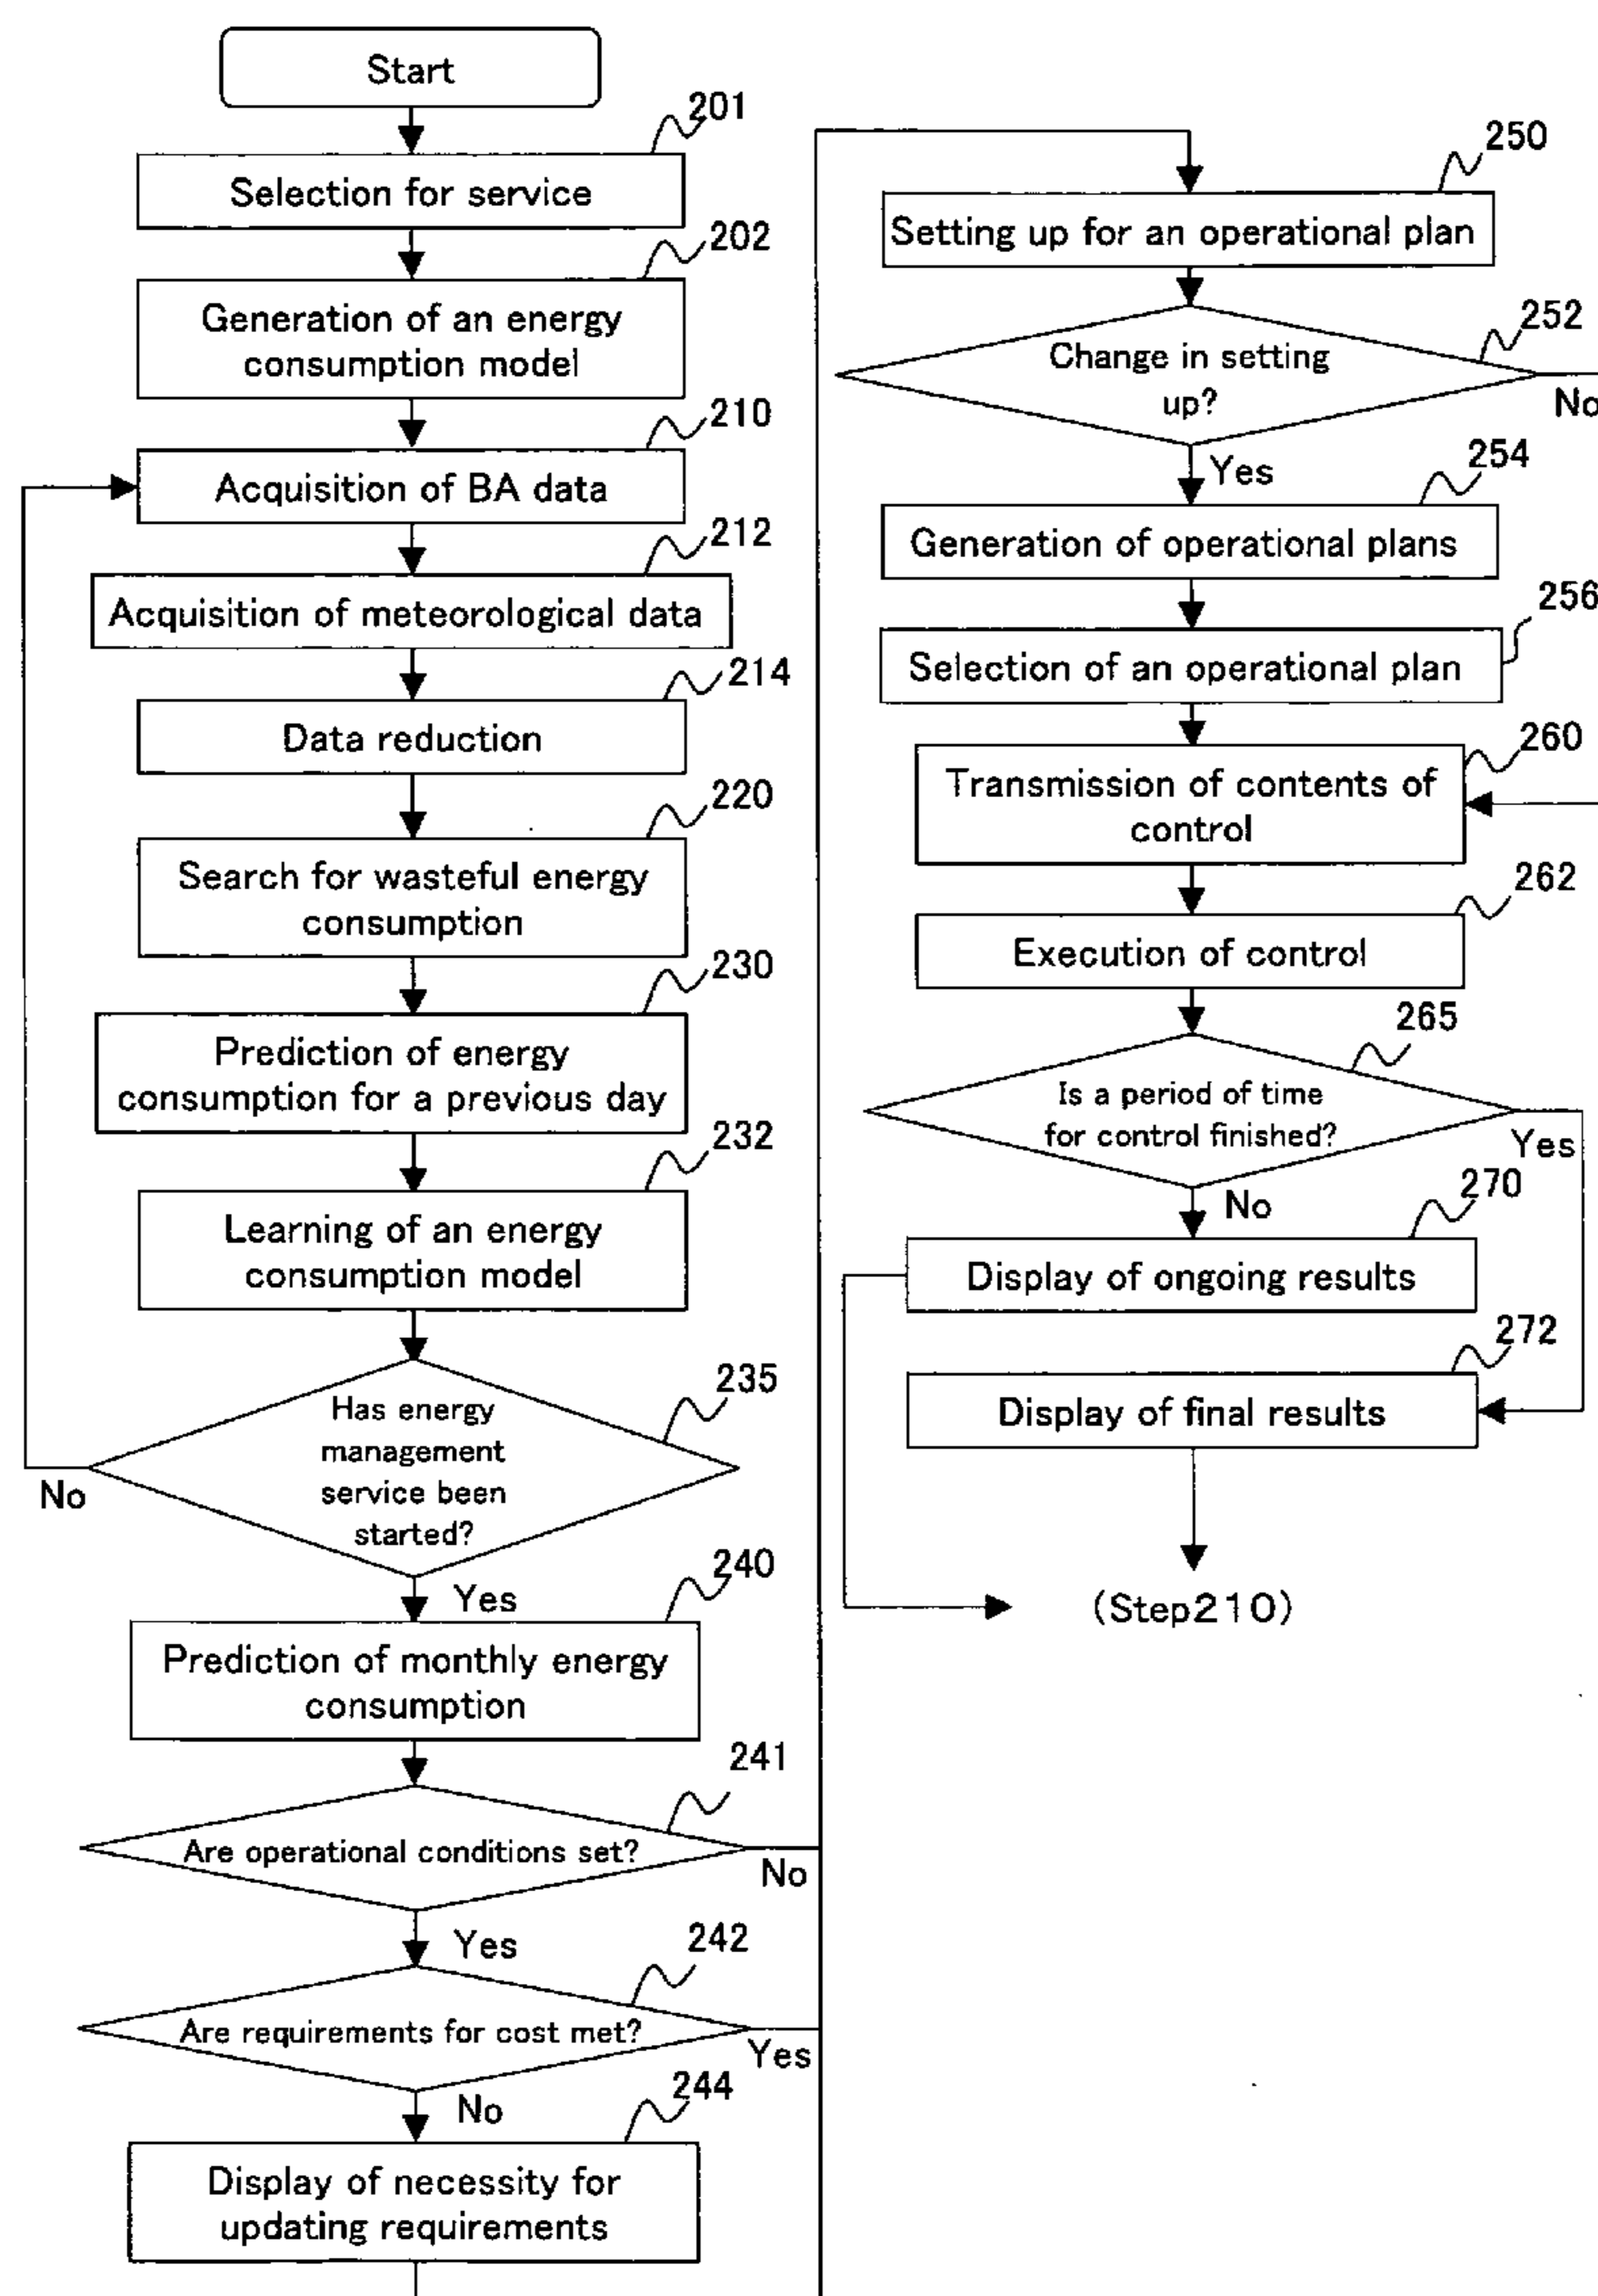 Start
201
Selection for service
202
Generation of an energy
consumption model
210
Acquisition of BA data
212
Acquisition of meteorological data
214
Data reduction
220
Search for wasteful energy
consumption
230
Prediction of energy
consumption for a previous day
232
Learning of an energy
consumption model
235
Has energy
management
service been
started?
No
Yes
240
Prediction of monthly energy
consumption
241
Are operational conditions set?
No
Yes
242
Are requirements for cost met?
Yes
No
244
Display of necessity for
updating requirements
250
Setting up for an operational plan
252
Change in setting
up?
No
Yes
254
Generation of operational plans
256
Selection of an operational plan
260
Transmission of contents of
control
262
Execution of control
265
Is a period of time
for control finished?
Yes
No
270
Display of ongoing results
272
Display of final results
(Step210)